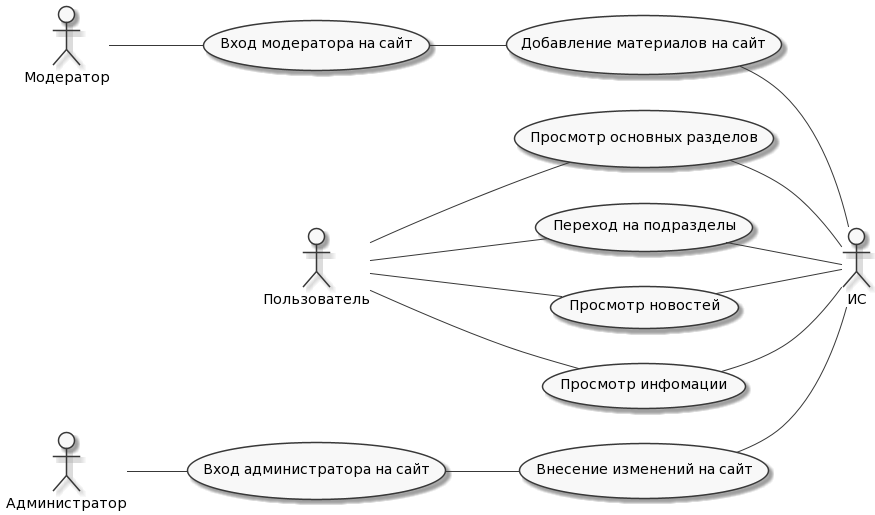 Модератор
Вход модератора на сайт
Добавление материалов на сайт
Просмотр основных разделов
Переход на подразделы
Пользователь
Просмотр новостей
ИС
Просмотр инфомации
Администратор
Вход администратора на сайт
Внесение изменений на сайт